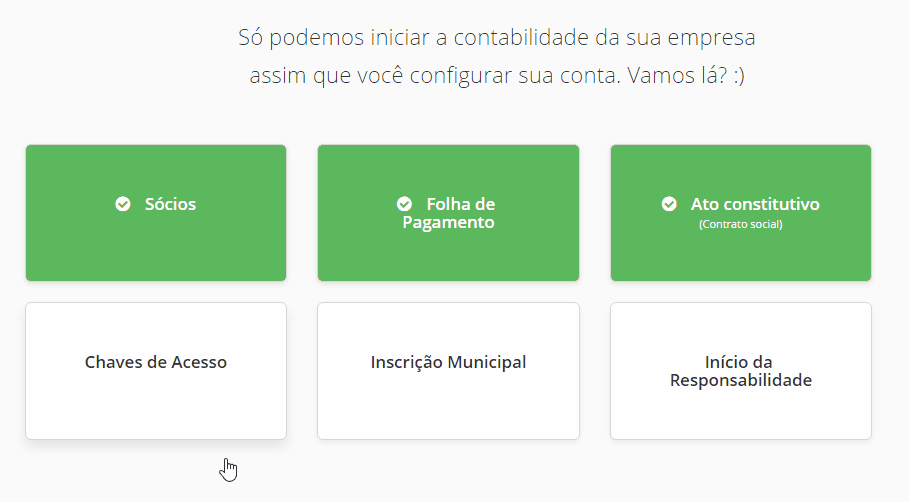 Só podemos iniciar a contabilidade da sua empresa
assim que você configurar sua conta. Vamos lá? :)
Sócios
Folha de
Pagamento
Ato constitutivo
(Contrato social)
Chaves de Acesso
Inscrição Municipal
Início da
Responsabilidade